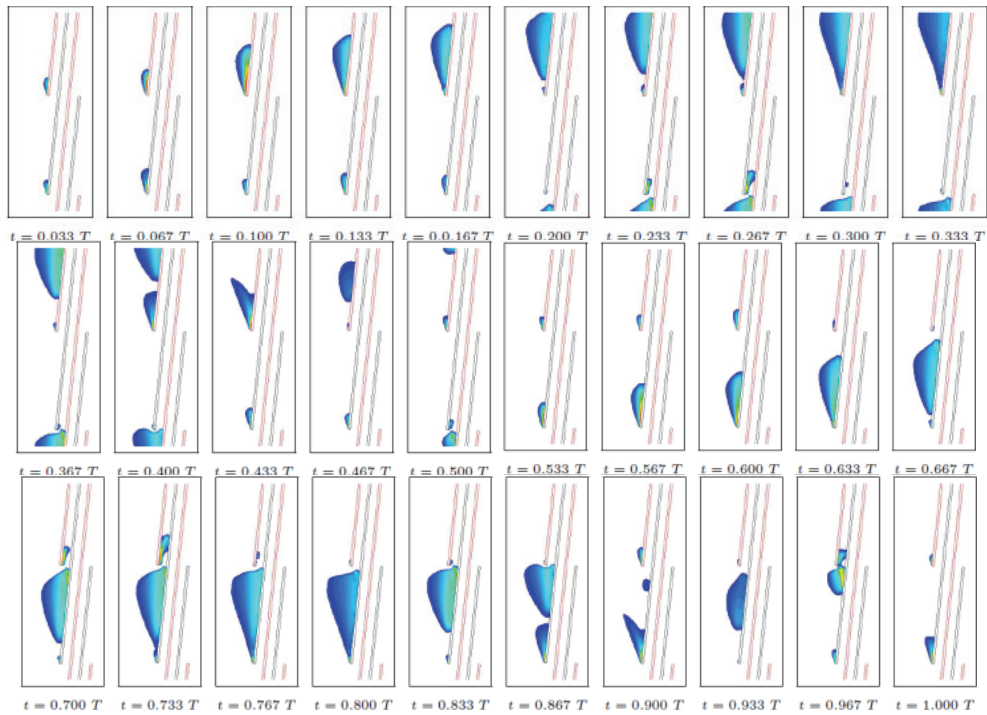 t = 0.033 T t = 0.067 T t = 0.100 T t = 0.133 T t = 0.0.167 T t = 0.200 T t = 0.233 T t = 0.267 T t = 0.300 T t = 0.333 T
t = 0.367 T t = 0.400 T t = 0.433 T t = 0.467 T t = 0.500 T t = 0.533 T t = 0.567 T t = 0.600 T t = 0.633 T t = 0.667 T
t = 0.700 T t = 0.733 T t = 0.767 T t = 0.800 T t = 0.833 T t = 0.867 T t = 0.900 T t = 0.933 T t = 0.967 T t = 1.000 T